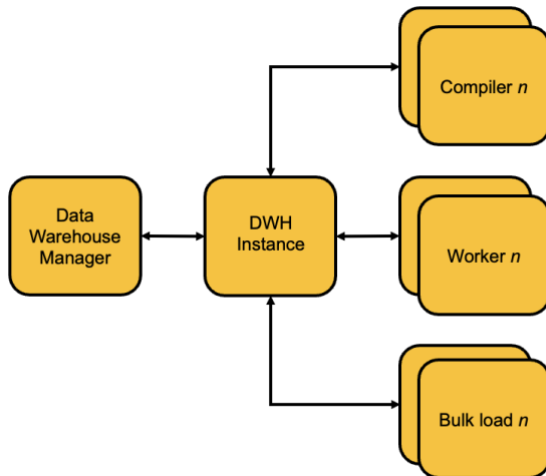 Compiler n
Data
Warehouse
Manager
DWH
Instance
Worker n
Bulk load n